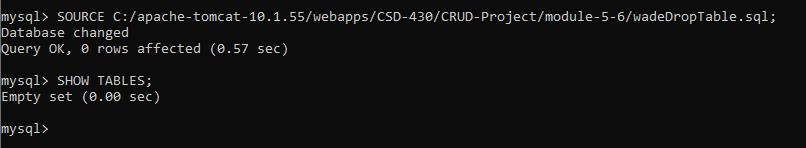 mysql> SOURCE C:/apache-tomcat-10.1.55/webapps/CSD-430/CRUD-Project/module-5-6/wadeDropTable.sql;
Database changed
Query OK, 0 rows affected (0.57 sec)
mysql> SHOW TABLES;
Empty set (0.00 sec)
mysql>